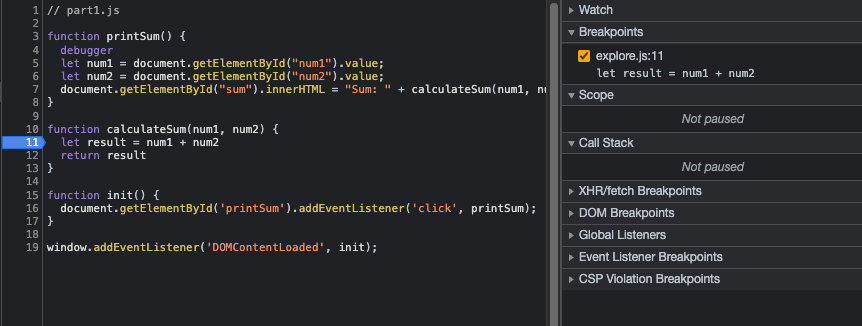 1 // part1.js
2
3 function printSum() {
4   debugger
5   let num1 = document.getElementById("num1").value;
6   let num2 = document.getElementById("num2").value;
7   document.getElementById("sum").innerHTML = "Sum: " + calculateSum(num1, nu
8 }
9
10 function calculateSum(num1, num2) {
11   let result = num1 + num2
12   return result
13 }
14
15 function init() {
16   document.getElementById('printSum').addEventListener('click', printSum);
17 }
18
19 window.addEventListener('DOMContentLoaded', init);
Watch
Breakpoints
explore.js:11
let result = num1 + num2
Scope
Not paused
Call Stack
Not paused
XHR/fetch Breakpoints
DOM Breakpoints
Global Listeners
Event Listener Breakpoints
CSP Violation Breakpoints